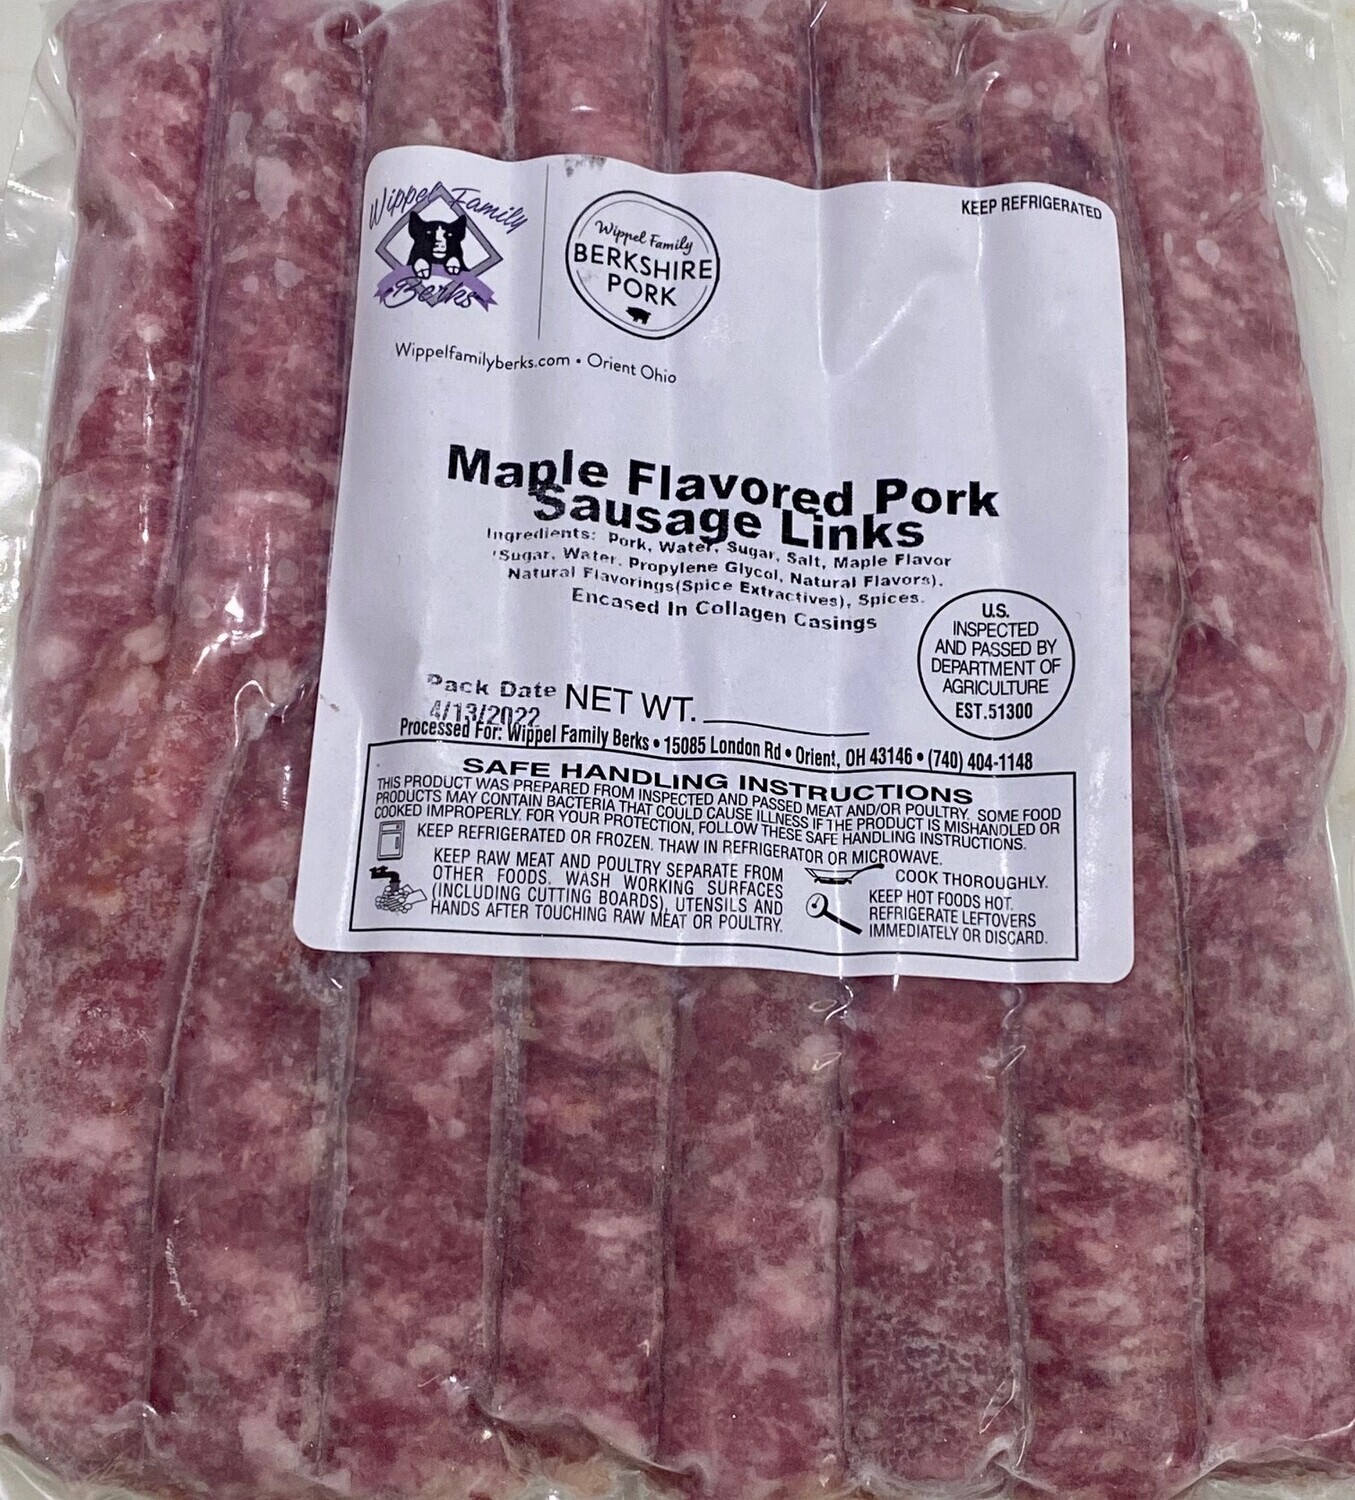 Wippel Family
Berks
Wippel Family
BERKSHIRE
PORK
KEEP REFRIGERATED
Wippelfamilyberks.com • Orient Ohio
Maple Flavored Pork
Sausage Links
Ingredients: Pork, Water, Sugar, Salt, Maple Flavor
(Sugar, Water, Propylene Glycol, Natural Flavors),
Natural Flavorings(Spice Extractives), Spices.
Encased In Collagen Casings
U.S.
INSPECTED
AND PASSED BY
DEPARTMENT OF
AGRICULTURE
EST.51300
Pack Date NET WT.
4/13/2022
Processed For: Wippel Family Berks • 15085 London Rd • Orient, OH 43146 • (740) 404-1148
SAFE HANDLING INSTRUCTIONS
THIS PRODUCT WAS PREPARED FROM INSPECTED AND PASSED MEAT AND/OR POULTRY. SOME FOOD
PRODUCTS MAY CONTAIN BACTERIA THAT COULD CAUSE ILLNESS IF THE PRODUCT IS MISHANDLED OR
COOKED IMPROPERLY. FOR YOUR PROTECTION, FOLLOW THESE SAFE HANDLING INSTRUCTIONS.
KEEP REFRIGERATED OR FROZEN. THAW IN REFRIGERATOR OR MICROWAVE.
KEEP RAW MEAT AND POULTRY SEPARATE FROM
OTHER FOODS. WASH WORKING SURFACES
(INCLUDING CUTTING BOARDS), UTENSILS AND
HANDS AFTER TOUCHING RAW MEAT OR POULTRY.
COOK THOROUGHLY.
KEEP HOT FOODS HOT.
REFRIGERATE LEFTOVERS
IMMEDIATELY OR DISCARD.